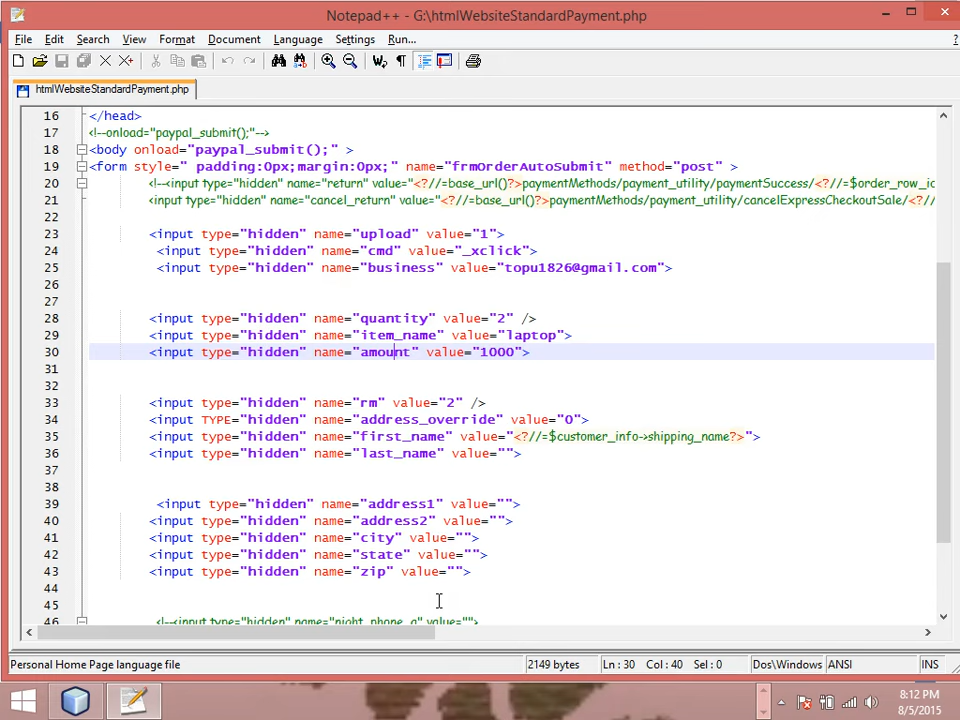 Notepad++ - G:\htmlWebsiteStandardPayment.php
File Edit Search View Format Document Language Settings Run... ?
htmlWebsiteStandardPayment.php
16 </head>
17 <!--onload="paypal_submit();"-->
18 <body onload="paypal_submit();" >
19 <form style=" padding:0px;margin:0px;" name="frmOrderAutoSubmit" method="post" >
20 <!--<input type="hidden" name="return" value="<?//=base_url()?>paymentMethods/payment_utility/paymentSuccess/<?//=$order_row_ic
21 <input type="hidden" name="cancel_return" value="<?//=base_url()?>paymentMethods/payment_utility/cancelExpressCheckoutSale/<?//
22
23 <input type="hidden" name="upload" value="1">
24 <input type="hidden" name="cmd" value="_xclick">
25 <input type="hidden" name="business" value="topu1826@gmail.com">
26
27
28 <input type="hidden" name="quantity" value="2" />
29 <input type="hidden" name="item_name" value="laptop">
30 <input type="hidden" name="amount" value="1000">
31
32
33 <input type="hidden" name="rm" value="2" />
34 <input TYPE="hidden" name="address_override" value="0">
35 <input type="hidden" name="first_name" value="<?//=$customer_info->shipping_name?>">
36 <input type="hidden" name="last_name" value="">
37
38
39 <input type="hidden" name="address1" value="">
40 <input type="hidden" name="address2" value="">
41 <input type="hidden" name="city" value="">
42 <input type="hidden" name="state" value="">
43 <input type="hidden" name="zip" value="">
44
45
46 <!--<input type="hidden" name="night_phone_a" value="">
Personal Home Page language file 2149 bytes Ln : 30 Col : 40 Sel : 0 Dos\Windows ANSI INS
8:12 PM
8/5/2015